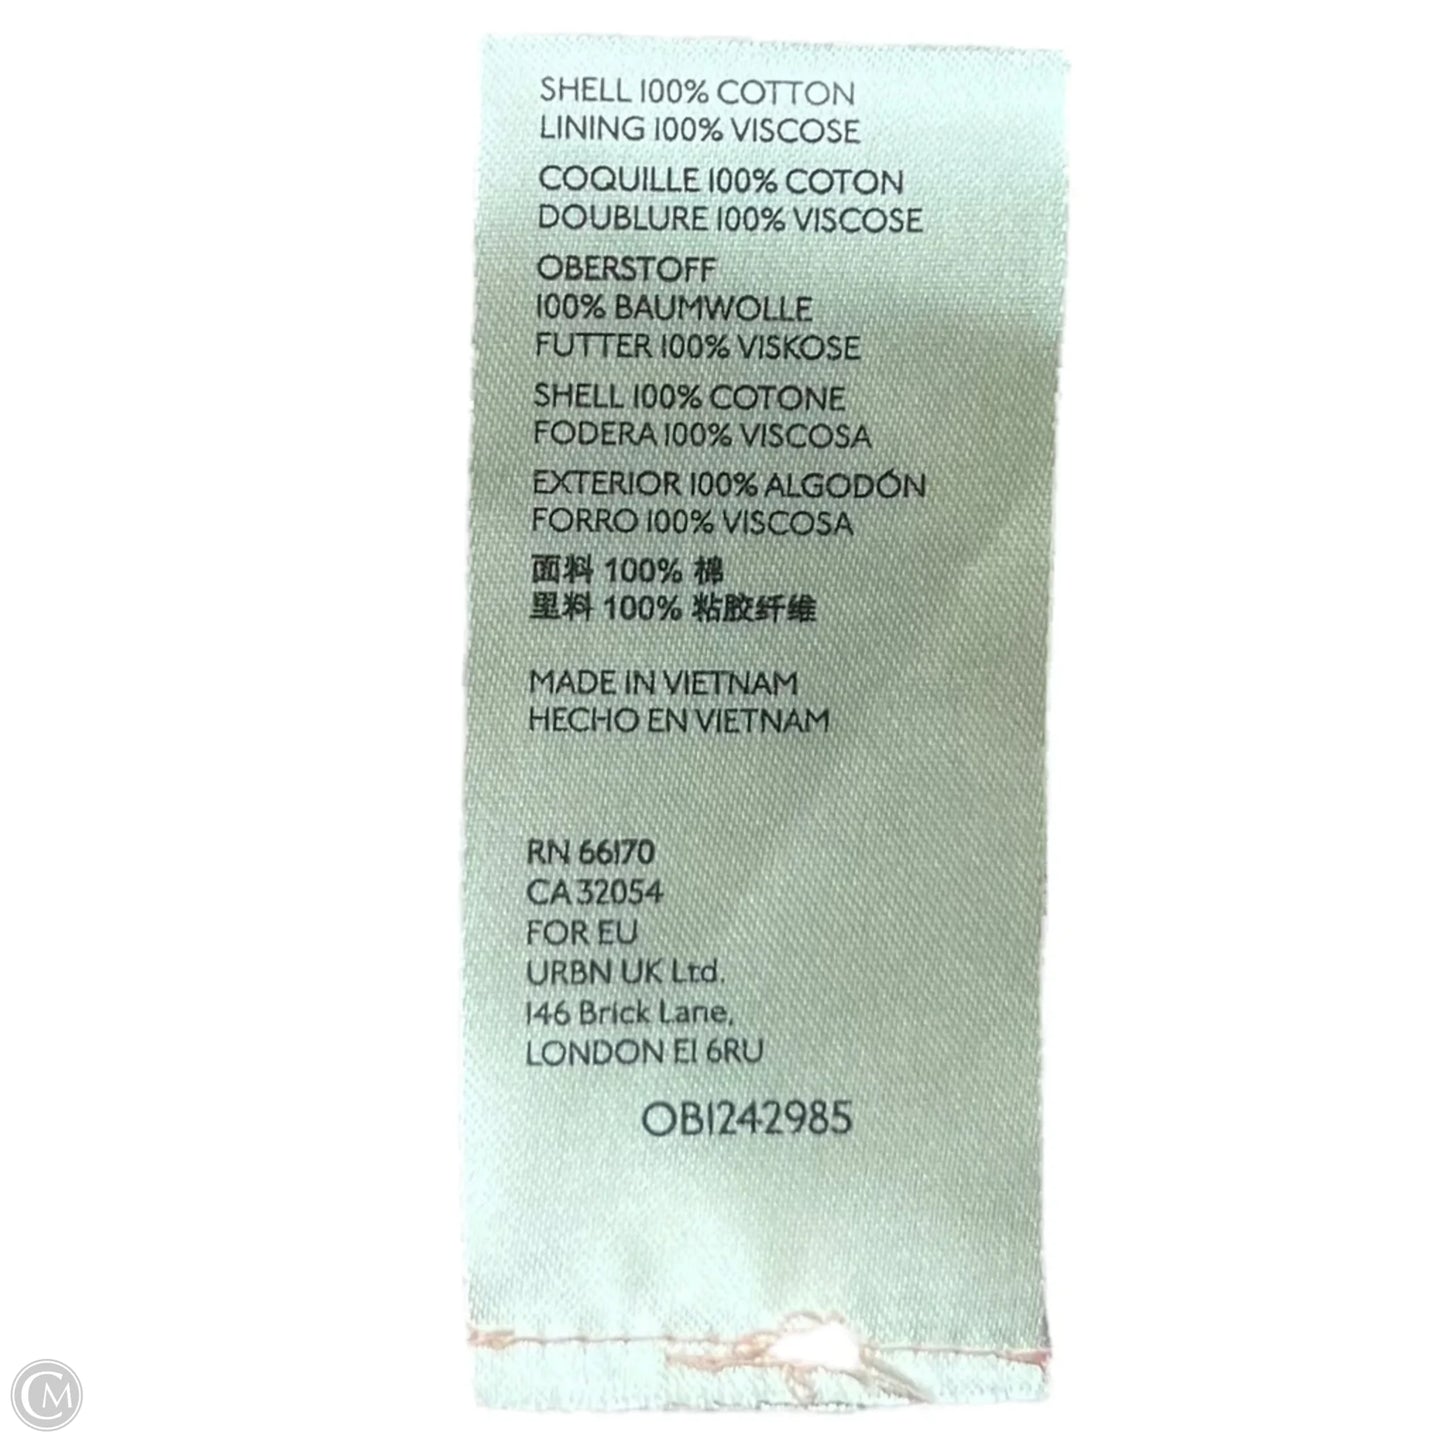 SHELL 100% COTTON
LINING 100% VISCOSE
COQUILLE 100% COTON
DOUBLURE 100% VISCOSE
OBERSTOFF
100% BAUMWOLLE
FUTTER 100% VISKOSE
SHELL 100% COTONE
FODERA 100% VISCOSA
EXTERIOR 100% ALGODÓN
FORRO 100% VISCOSA
面料 100% 棉
里料 100% 粘胶纤维
MADE IN VIETNAM
HECHO EN VIETNAM
RN 66170
CA 32054
FOR EU
URBN UK Ltd.
146 Brick Lane,
LONDON E1 6RU
OB1242985
CM